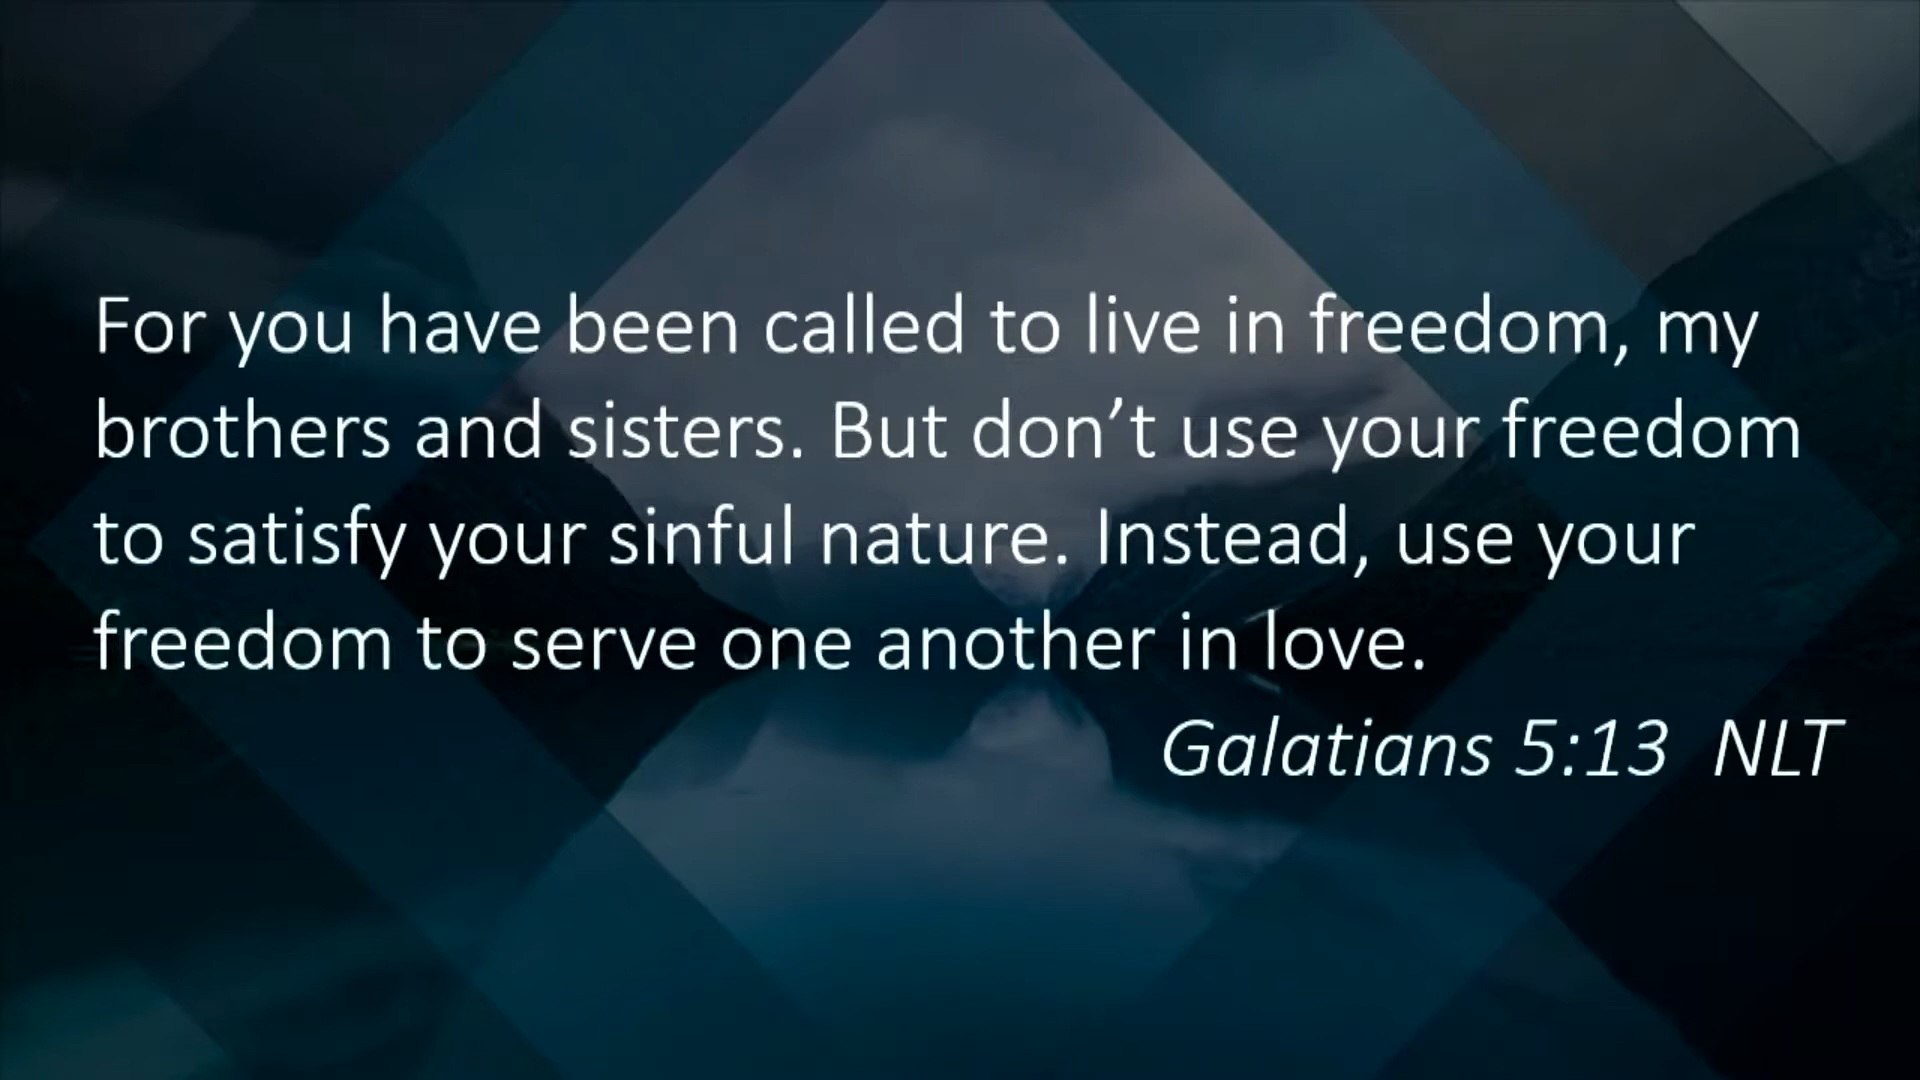 For you have been called to live in freedom, my
brothers and sisters. But don’t use your freedom
to satisfy your sinful nature. Instead, use your
freedom to serve one another in love.
Galatians 5:13  NLT